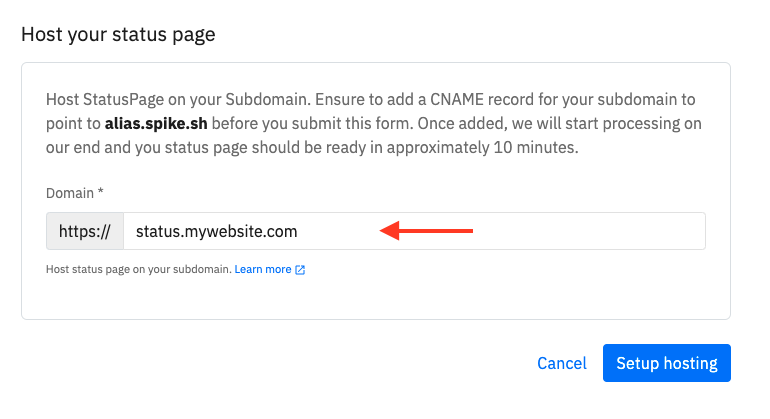 Host your status page
Host StatusPage on your Subdomain. Ensure to add a CNAME record for your subdomain to
point to alias.spike.sh before you submit this form. Once added, we will start processing on
our end and you status page should be ready in approximately 10 minutes.
Domain *
https:// status.mywebsite.com
Host status page on your subdomain. Learn more
Cancel Setup hosting